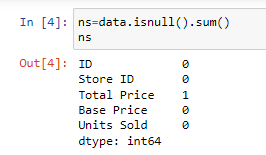 In [4]: ns=data.isnull().sum()
ns
Out[4]: ID 0
Store ID 0
Total Price 1
Base Price 0
Units Sold 0
dtype: int64